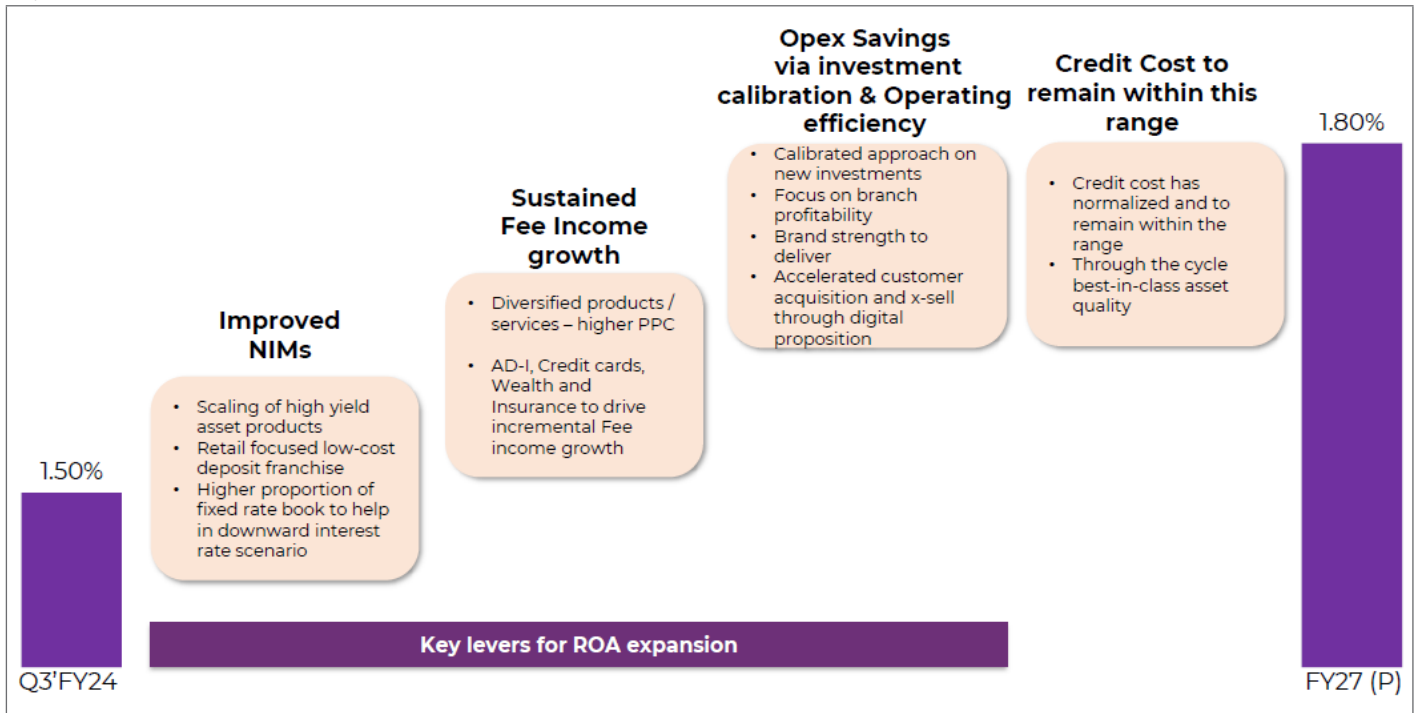 1.50%
Q3'FY24
Improved
NIMs
• Scaling of high yield
asset products
• Retail focused low-cost
deposit franchise
• Higher proportion of
fixed rate book to help
in downward interest
rate scenario
Sustained
Fee Income
growth
• Diversified products /
services – higher PPC
• AD-I, Credit cards,
Wealth and
Insurance to drive
incremental Fee
income growth
Opex Savings
via investment
calibration & Operating
efficiency
• Calibrated approach on
new investments
• Focus on branch
profitability
• Brand strength to
deliver
• Accelerated customer
acquisition and x-sell
through digital
proposition
Credit Cost to
remain within this
range
• Credit cost has
normalized and to
remain within the
range
• Through the cycle
best-in-class asset
quality
Key levers for ROA expansion
1.80%
FY27 (P)